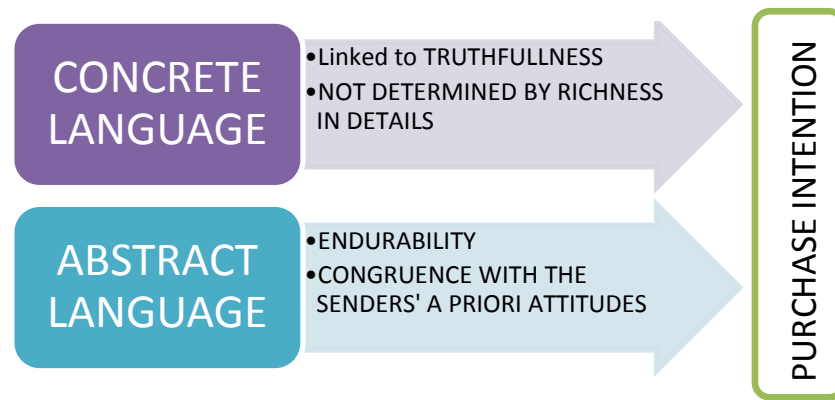 CONCRETE
LANGUAGE
•Linked to TRUTHFULLNESS
•NOT DETERMINED BY RICHNESS
IN DETAILS
ABSTRACT
LANGUAGE
•ENDURABILITY
•CONGRUENCE WITH THE
SENDERS' A PRIORI ATTITUDES
PURCHASE INTENTION